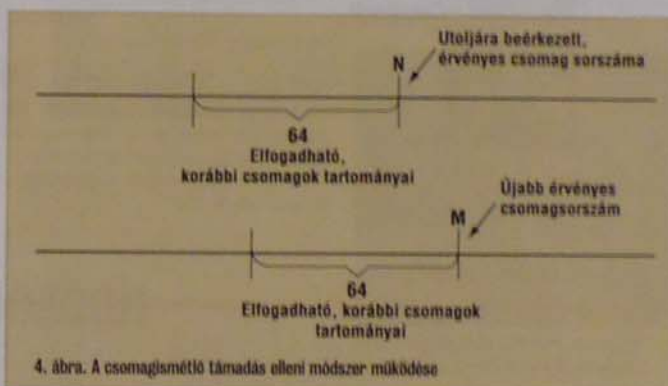 Utoljára beérkezett,
érvényes csomag sorszáma
N
64
Elfogadható,
korábbi csomagok tartományai
Újabb érvényes
csomagsorszám
M
64
Elfogadható, korábbi csomagok
tartományai
4. ábra. A csomagismétlő támadás elleni módszer működése